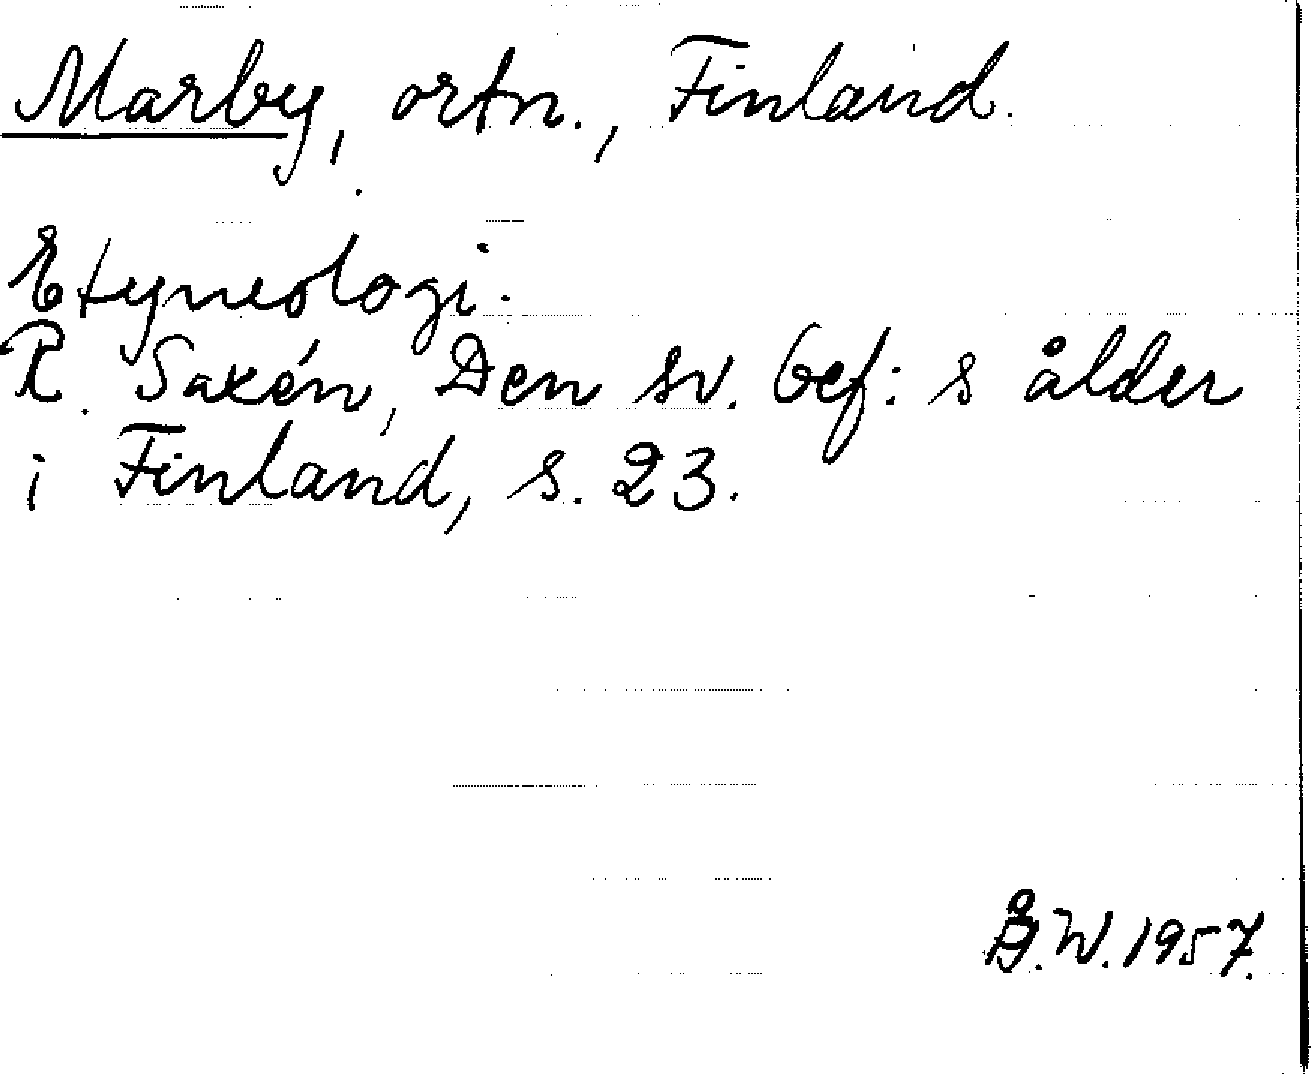 Marby, ortn., Finland.
Etymologi.
R. Saxén, Den sv. bef:s ålder
i Finland, s. 23.
W. 1957.